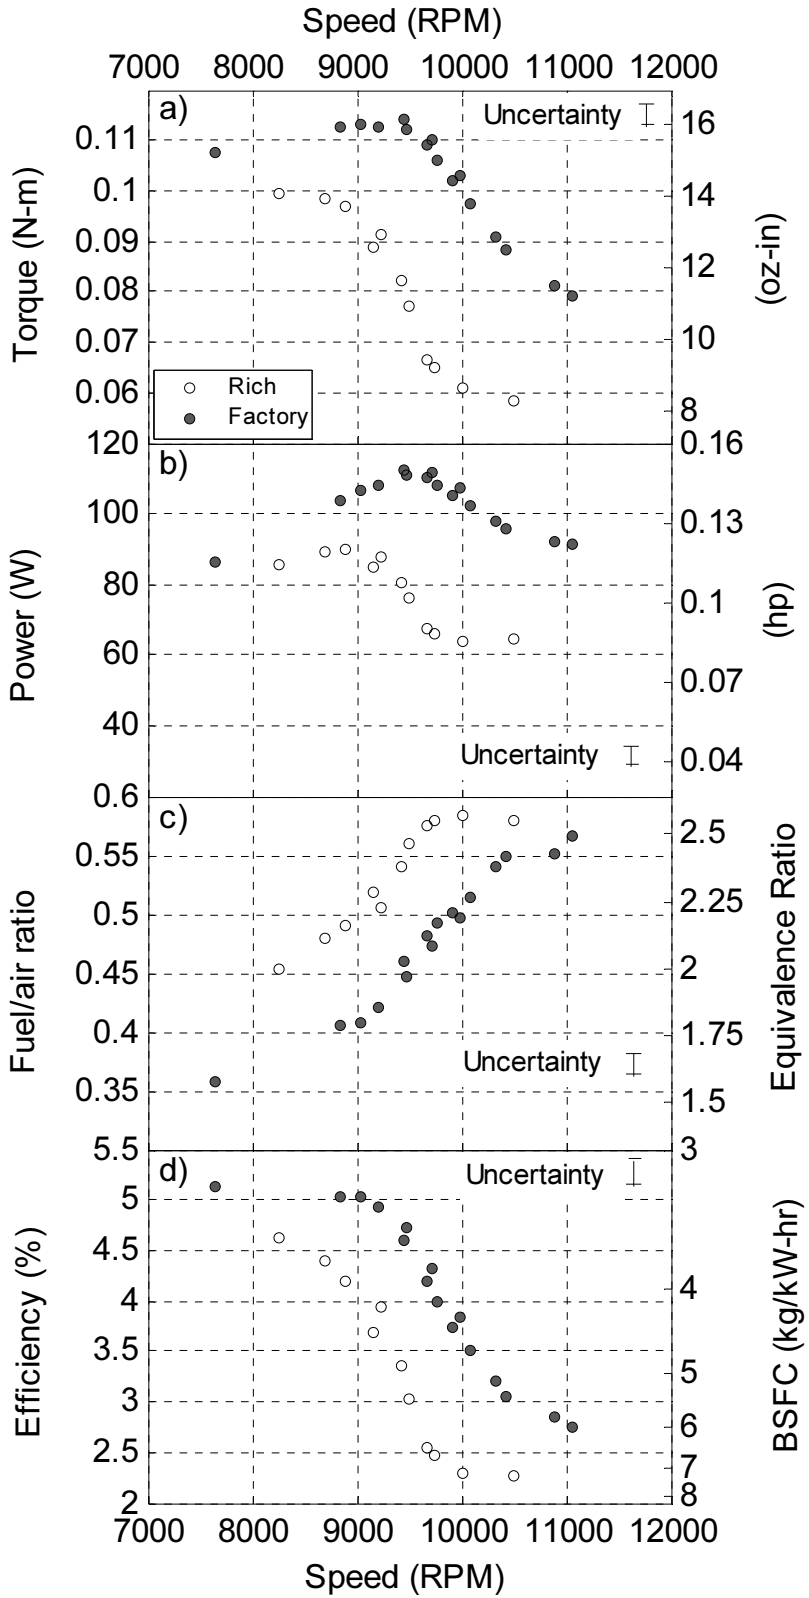 Speed (RPM)
7000 8000 9000 10000 11000 12000
a)
Uncertainty
0.11
0.1
0.09
0.08
0.07
0.06
Torque (N-m)
16
14
12
10
8
(oz-in)
Rich
Factory
120
100
80
60
40
Power (W)
b)
0.16
0.13
0.1
0.07
0.04
(hp)
Uncertainty
0.6
0.55
0.5
0.45
0.4
0.35
Fuel/air ratio
c)
2.5
2.25
2
1.75
1.5
Equivalence Ratio
Uncertainty
5.5
5
4.5
4
3.5
3
2.5
2
Efficiency (%)
d)
Uncertainty
3
4
5
6
7
8
BSFC (kg/kW-hr)
7000 8000 9000 10000 11000 12000
Speed (RPM)